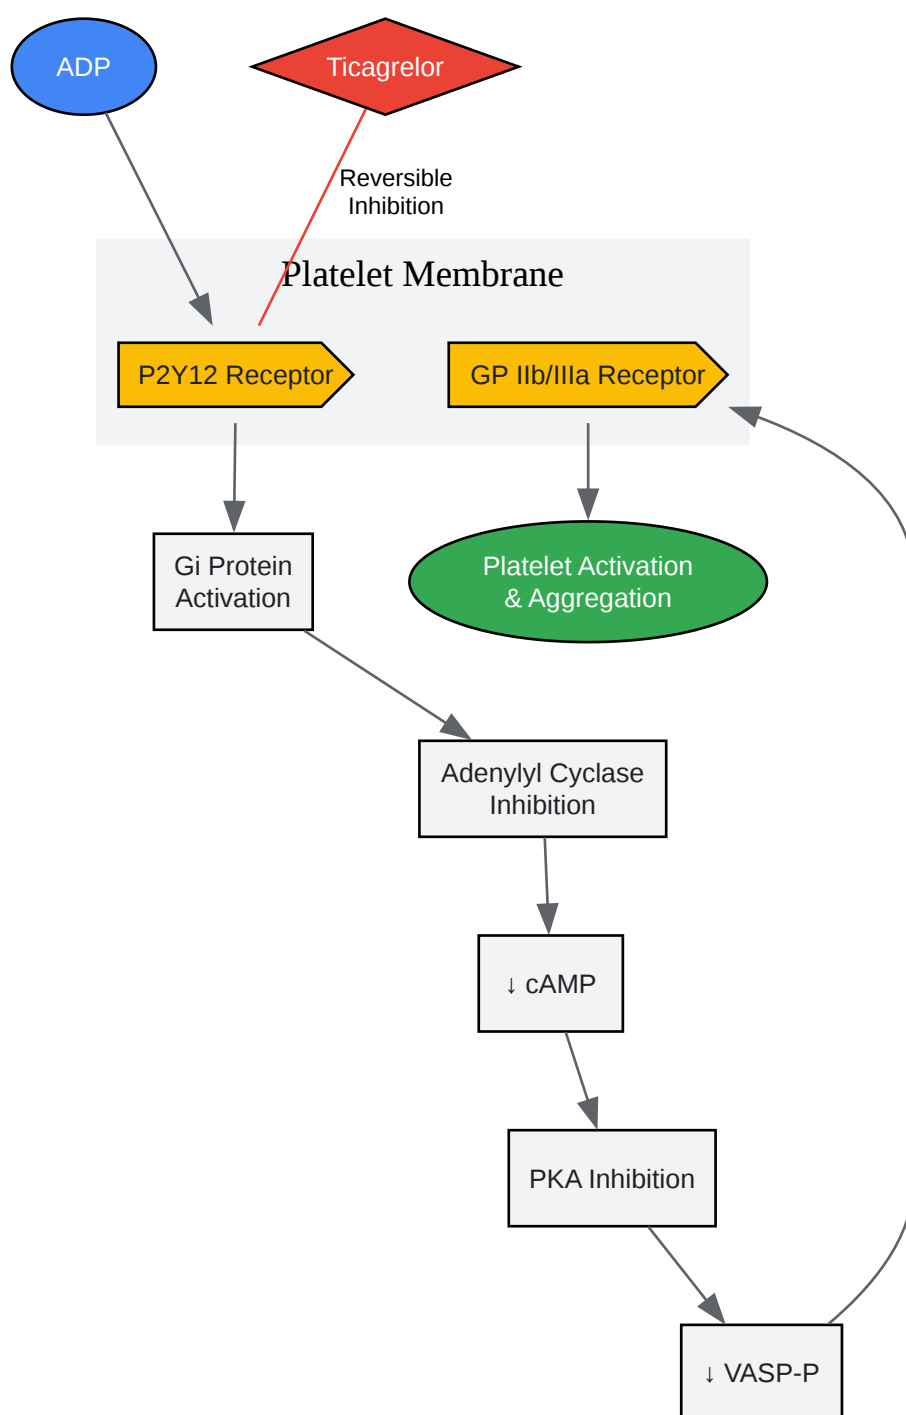 ADP
Ticagrelor
Reversible
Inhibition
Platelet Membrane
P2Y12 Receptor
GP IIb/IIIa Receptor
Gi Protein
Activation
Platelet Activation
& Aggregation
Adenylyl Cyclase
Inhibition
↓ cAMP
PKA Inhibition
↓ VASP-P